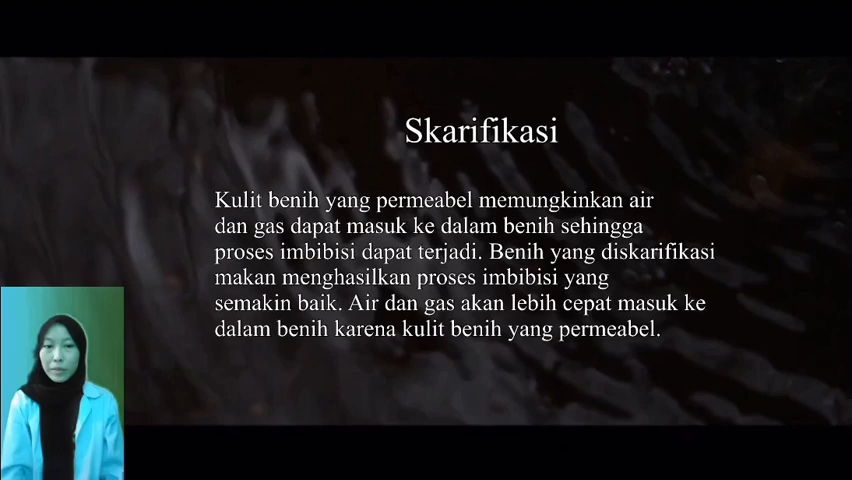 Skarifikasi
Kulit benih yang permeabel memungkinkan air
dan gas dapat masuk ke dalam benih sehingga
proses imbibisi dapat terjadi. Benih yang diskarifikasi
makan menghasilkan proses imbibisi yang
semakin baik. Air dan gas akan lebih cepat masuk ke
dalam benih karena kulit benih yang permeabel.